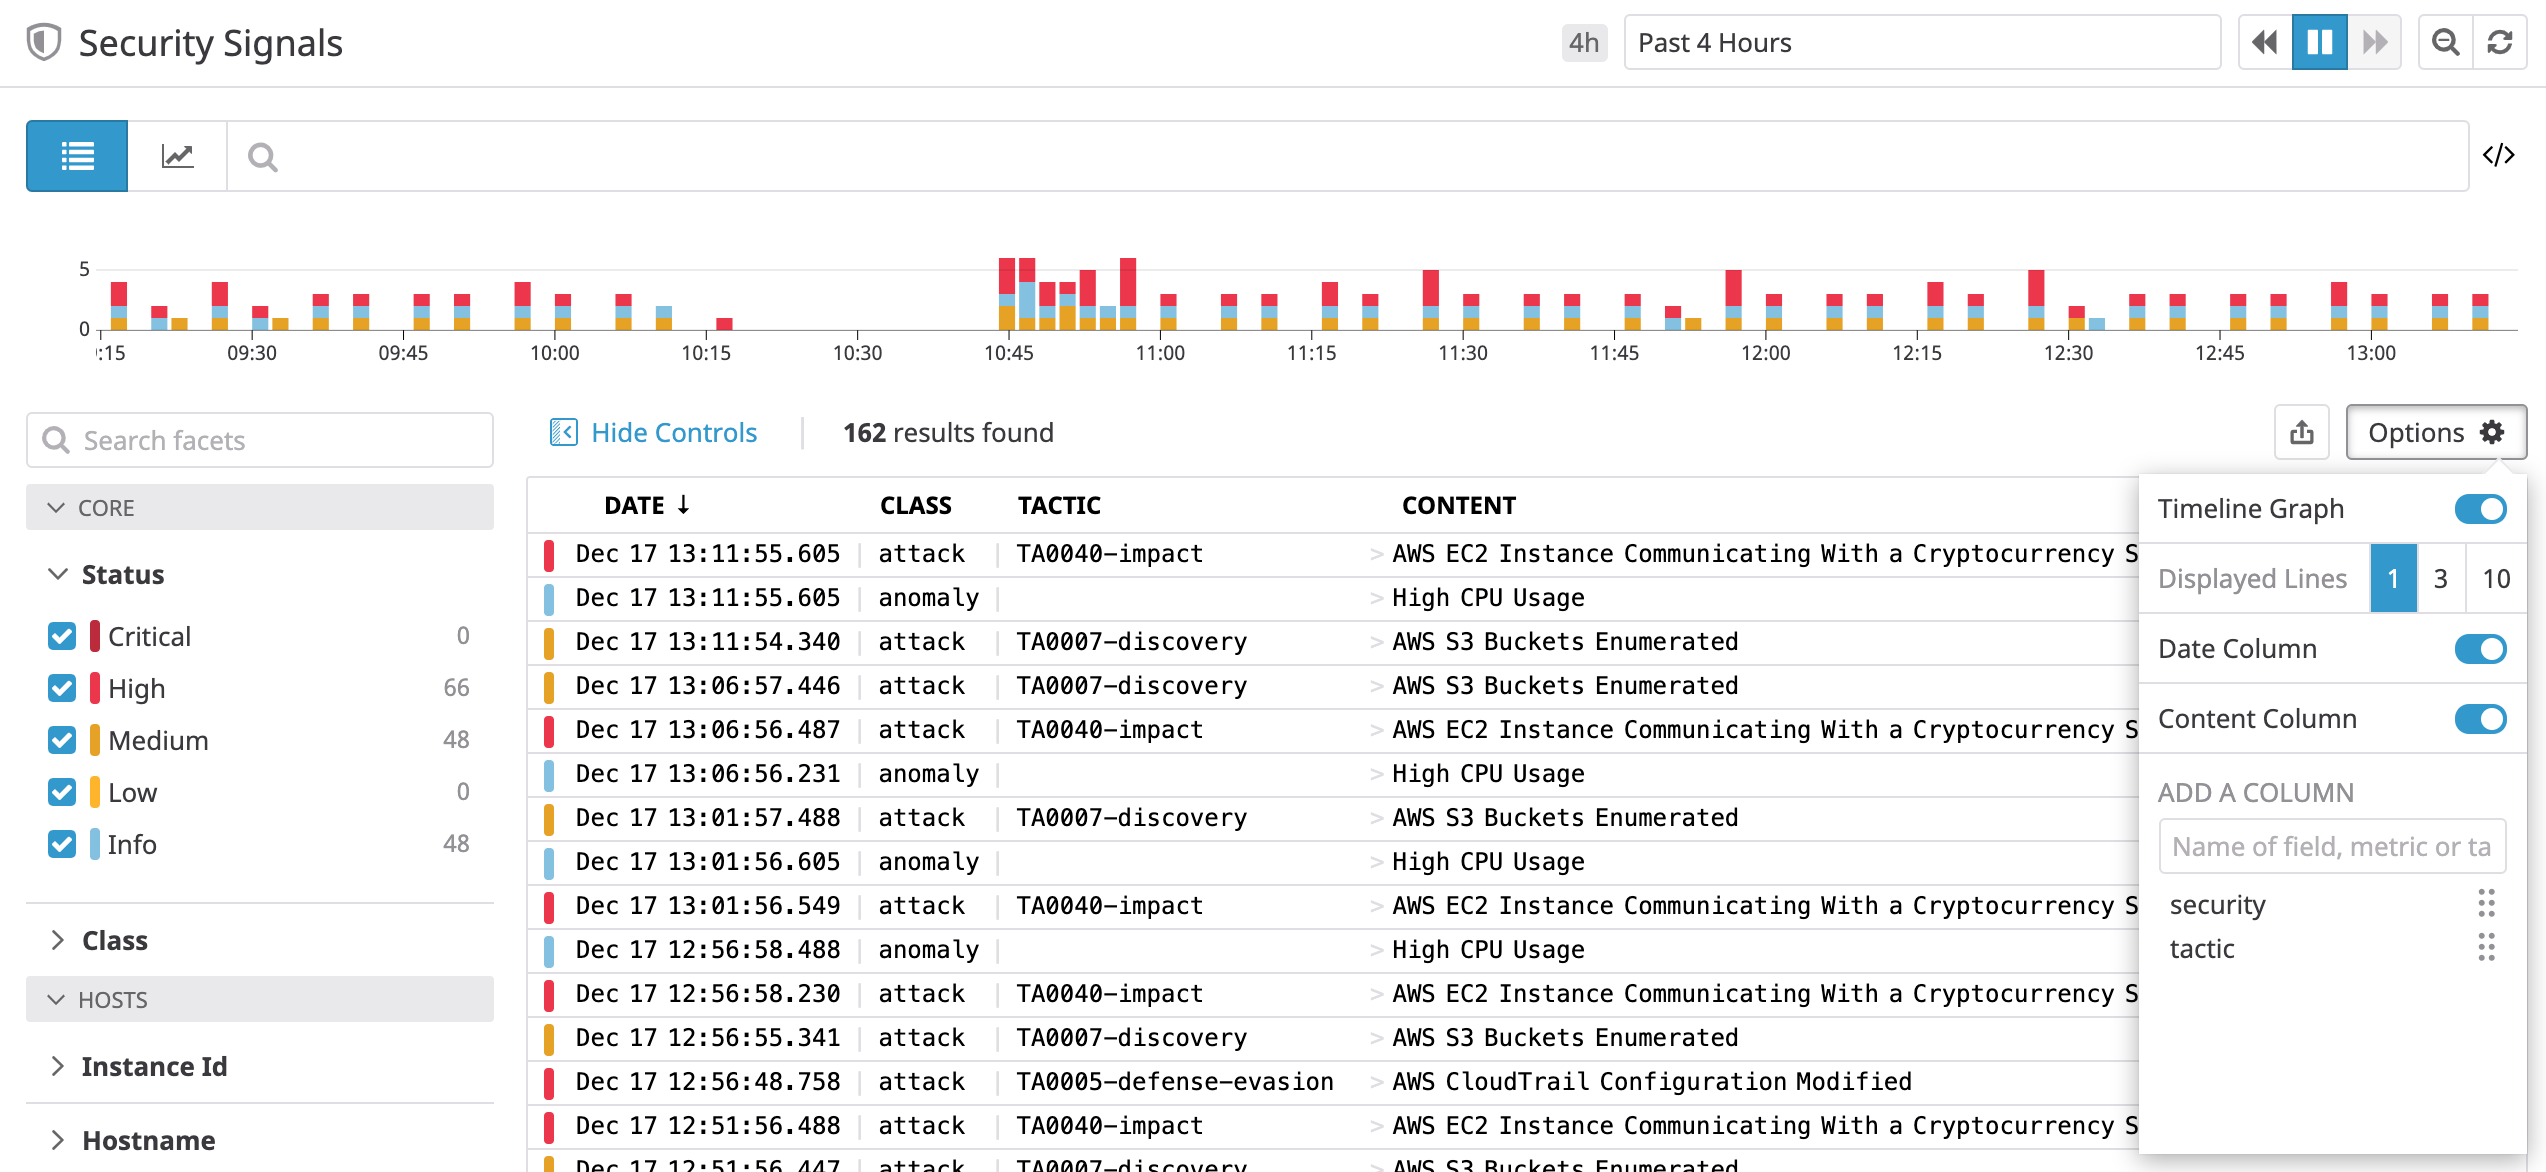 Security Signals
4h Past 4 Hours
</>
5
0
:15 09:30 09:45 10:00 10:15 10:30 10:45 11:00 11:15 11:30 11:45 12:00 12:15 12:30 12:45 13:00
Search facets
CORE
Status
Critical 0
High 66
Medium 48
Low 0
Info 48
Class
HOSTS
Instance Id
Hostname
Hide Controls 162 results found
Options
DATE ↓ CLASS TACTIC CONTENT
Dec 17 13:11:55.605 attack TA0040-impact > AWS EC2 Instance Communicating With a Cryptocurrency S
Dec 17 13:11:55.605 anomaly > High CPU Usage
Dec 17 13:11:54.340 attack TA0007-discovery > AWS S3 Buckets Enumerated
Dec 17 13:06:57.446 attack TA0007-discovery > AWS S3 Buckets Enumerated
Dec 17 13:06:56.487 attack TA0040-impact > AWS EC2 Instance Communicating With a Cryptocurrency S
Dec 17 13:06:56.231 anomaly > High CPU Usage
Dec 17 13:01:57.488 attack TA0007-discovery > AWS S3 Buckets Enumerated
Dec 17 13:01:56.605 anomaly > High CPU Usage
Dec 17 13:01:56.549 attack TA0040-impact > AWS EC2 Instance Communicating With a Cryptocurrency S
Dec 17 12:56:58.488 anomaly > High CPU Usage
Dec 17 12:56:58.230 attack TA0040-impact > AWS EC2 Instance Communicating With a Cryptocurrency S
Dec 17 12:56:55.341 attack TA0007-discovery > AWS S3 Buckets Enumerated
Dec 17 12:56:48.758 attack TA0005-defense-evasion > AWS CloudTrail Configuration Modified
Dec 17 12:51:56.488 attack TA0040-impact > AWS EC2 Instance Communicating With a Cryptocurrency S
Dec 17 12:51:56.447 attack TA0007-discovery > AWS S3 Buckets Enumerated
Timeline Graph
Displayed Lines 1 3 10
Date Column
Content Column
ADD A COLUMN
Name of field, metric or ta
security
tactic